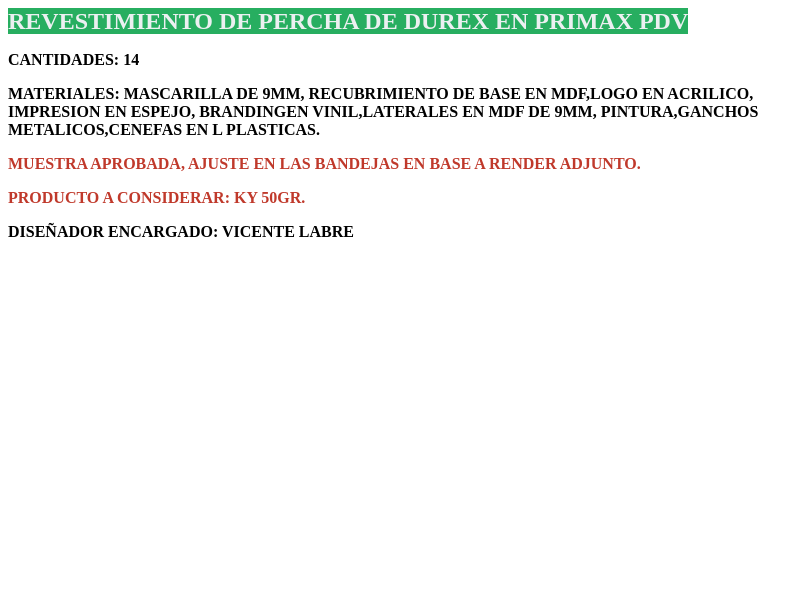 REVESTIMIENTO DE PERCHA DE DUREX EN PRIMAX PDV
CANTIDADES: 14
MATERIALES: MASCARILLA DE 9MM, RECUBRIMIENTO DE BASE EN MDF,LOGO EN ACRILICO,
IMPRESION EN ESPEJO, BRANDINGEN VINIL,LATERALES EN MDF DE 9MM, PINTURA,GANCHOS
METALICOS,CENEFAS EN L PLASTICAS.
MUESTRA APROBADA, AJUSTE EN LAS BANDEJAS EN BASE A RENDER ADJUNTO.
PRODUCTO A CONSIDERAR: KY 50GR.
DISEÑADOR ENCARGADO: VICENTE LABRE